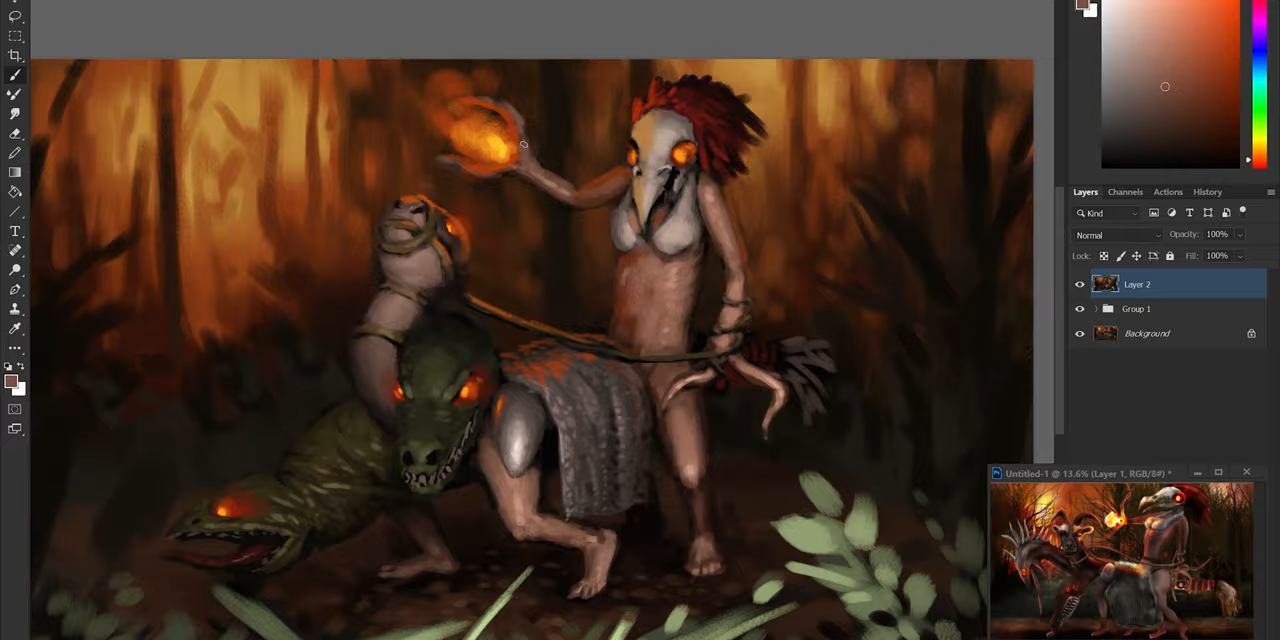 Layers Channels Actions History
Kind
Normal Opacity: 100%
Lock: Fill: 100%
Layer 2
Group 1
Background
Untitled-1 @ 13.6% (Layer 1, RGB/8#) *